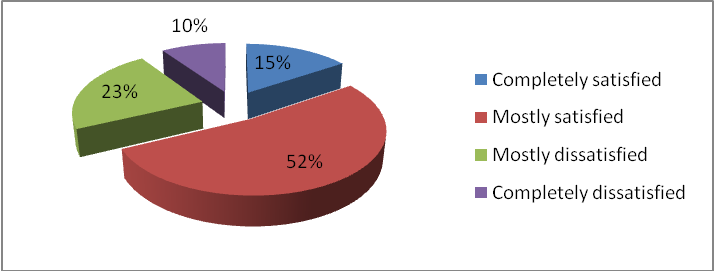 10%
15%
23%
52%
Completely satisfied
Mostly satisfied
Mostly dissatisfied
Completely dissatisfied